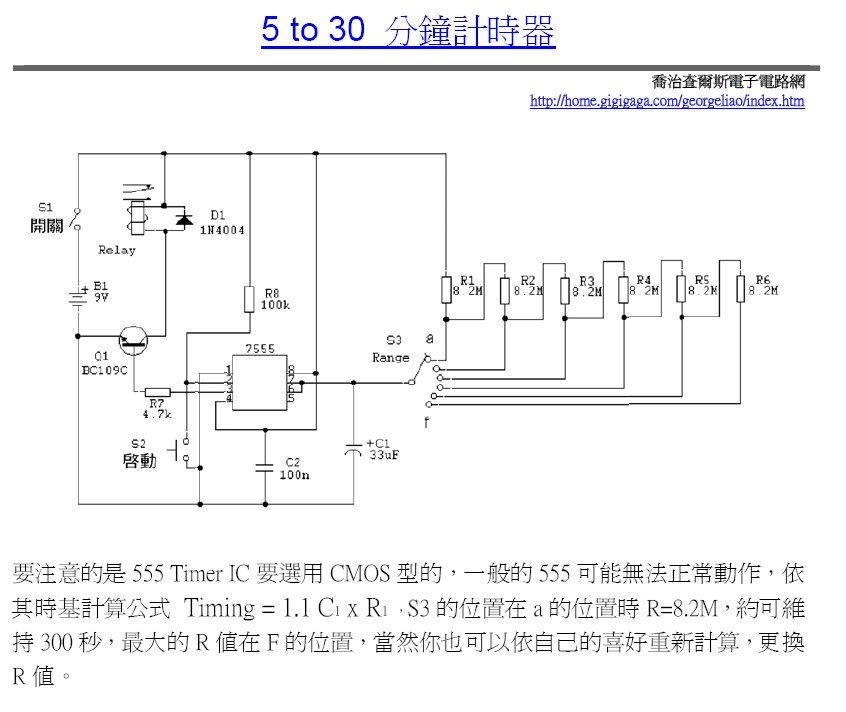 5 to 30 分鐘計時器
喬治查爾斯電子電路網
http://home.gigigaga.com/georgeliao/index.htm
S1
開關
Relay
D1
1N4004
B1
9V
+
Q1
BC109C
R8
100k
7555
1
2
3
4
8
7
6
5
R7
4.7k
S2
啓動
C2
100n
+C1
33uF
S3
Range
a
f
R1
8.2M
R2
8.2M
R3
8.2M
R4
8.2M
R5
8.2M
R6
8.2M
要注意的是 555 Timer IC 要選用 CMOS 型的，一般的 555 可能無法正常動作，依
其時基計算公式 Timing = 1.1 C1 x R1，S3 的位置在 a 的位置時 R=8.2M，約可維
持 300 秒，最大的 R 值在 F 的位置，當然你也可以依自己的喜好重新計算，更換
R 值。